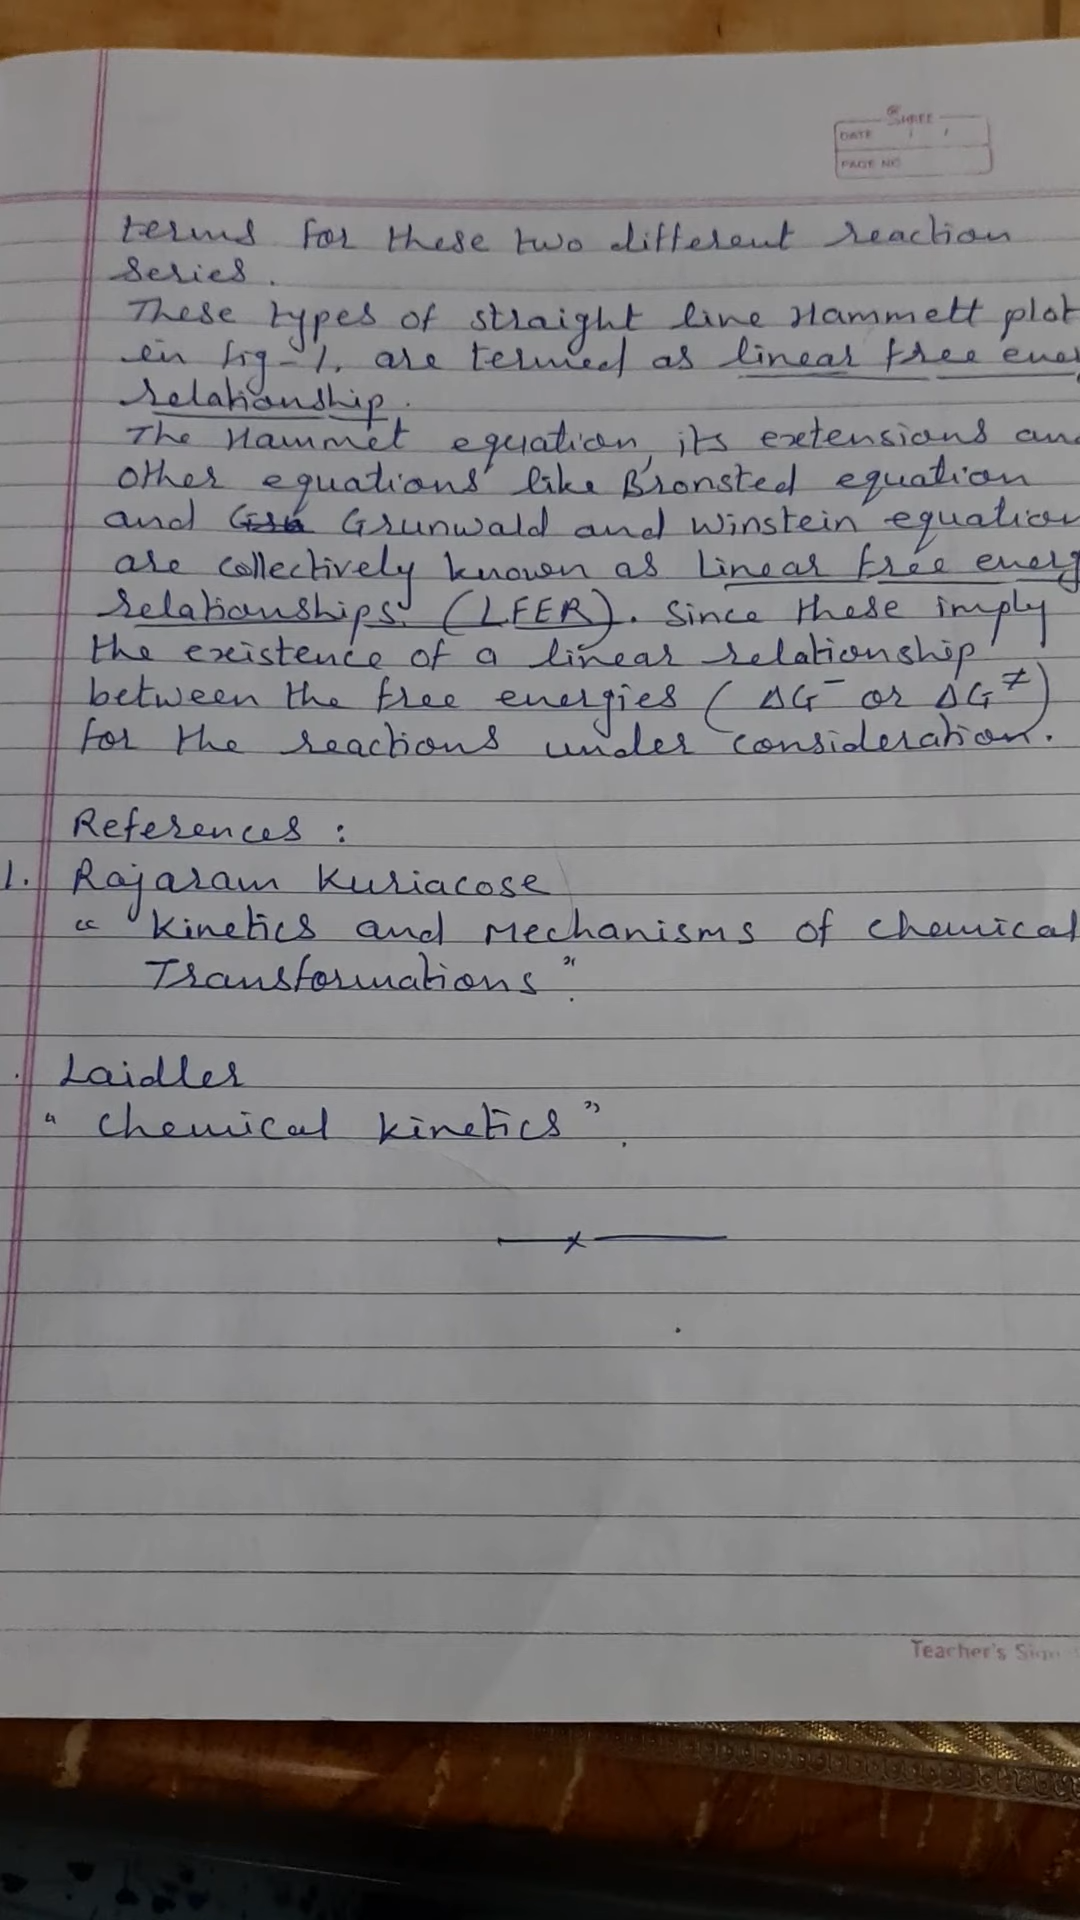 SHREE
DATE
PAGE NO
terms for these two different reaction
series.
These types of straight line Hammett plot
in fig-1. are termed as linear free ener
relationship.
The Hammet equation, its extensions and
other equations like Bronsted equation
and Grunwald and Winstein equation
are collectively known as linear free energ
relationships. (LFER). Since these imply
the existence of a linear relationship
between the free energies (ΔG⁻ or ΔG≠)
for the reactions under consideration.
References :
1. Rajaram Kuriacose
"Kinetics and Mechanisms of Chemical
Transformations".
. Laidler
"Chemical Kinetics".
Teacher's Sign